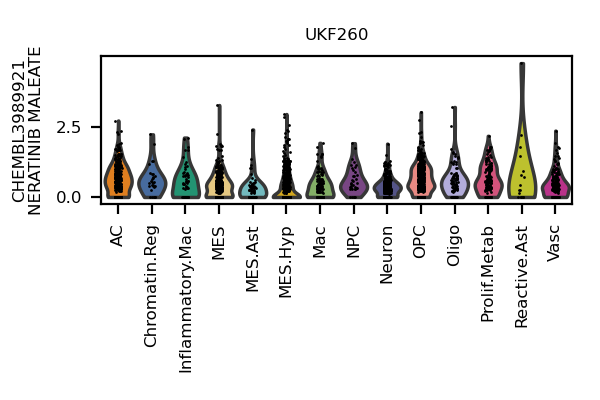 UKF260
CHEMBL3989921
NERATINIB MALEATE
2.5
0.0
AC
Chromatin.Reg
Inflammatory.Mac
MES
MES.Ast
MES.Hyp
Mac
NPC
Neuron
OPC
Oligo
Prolif.Metab
Reactive.Ast
Vasc